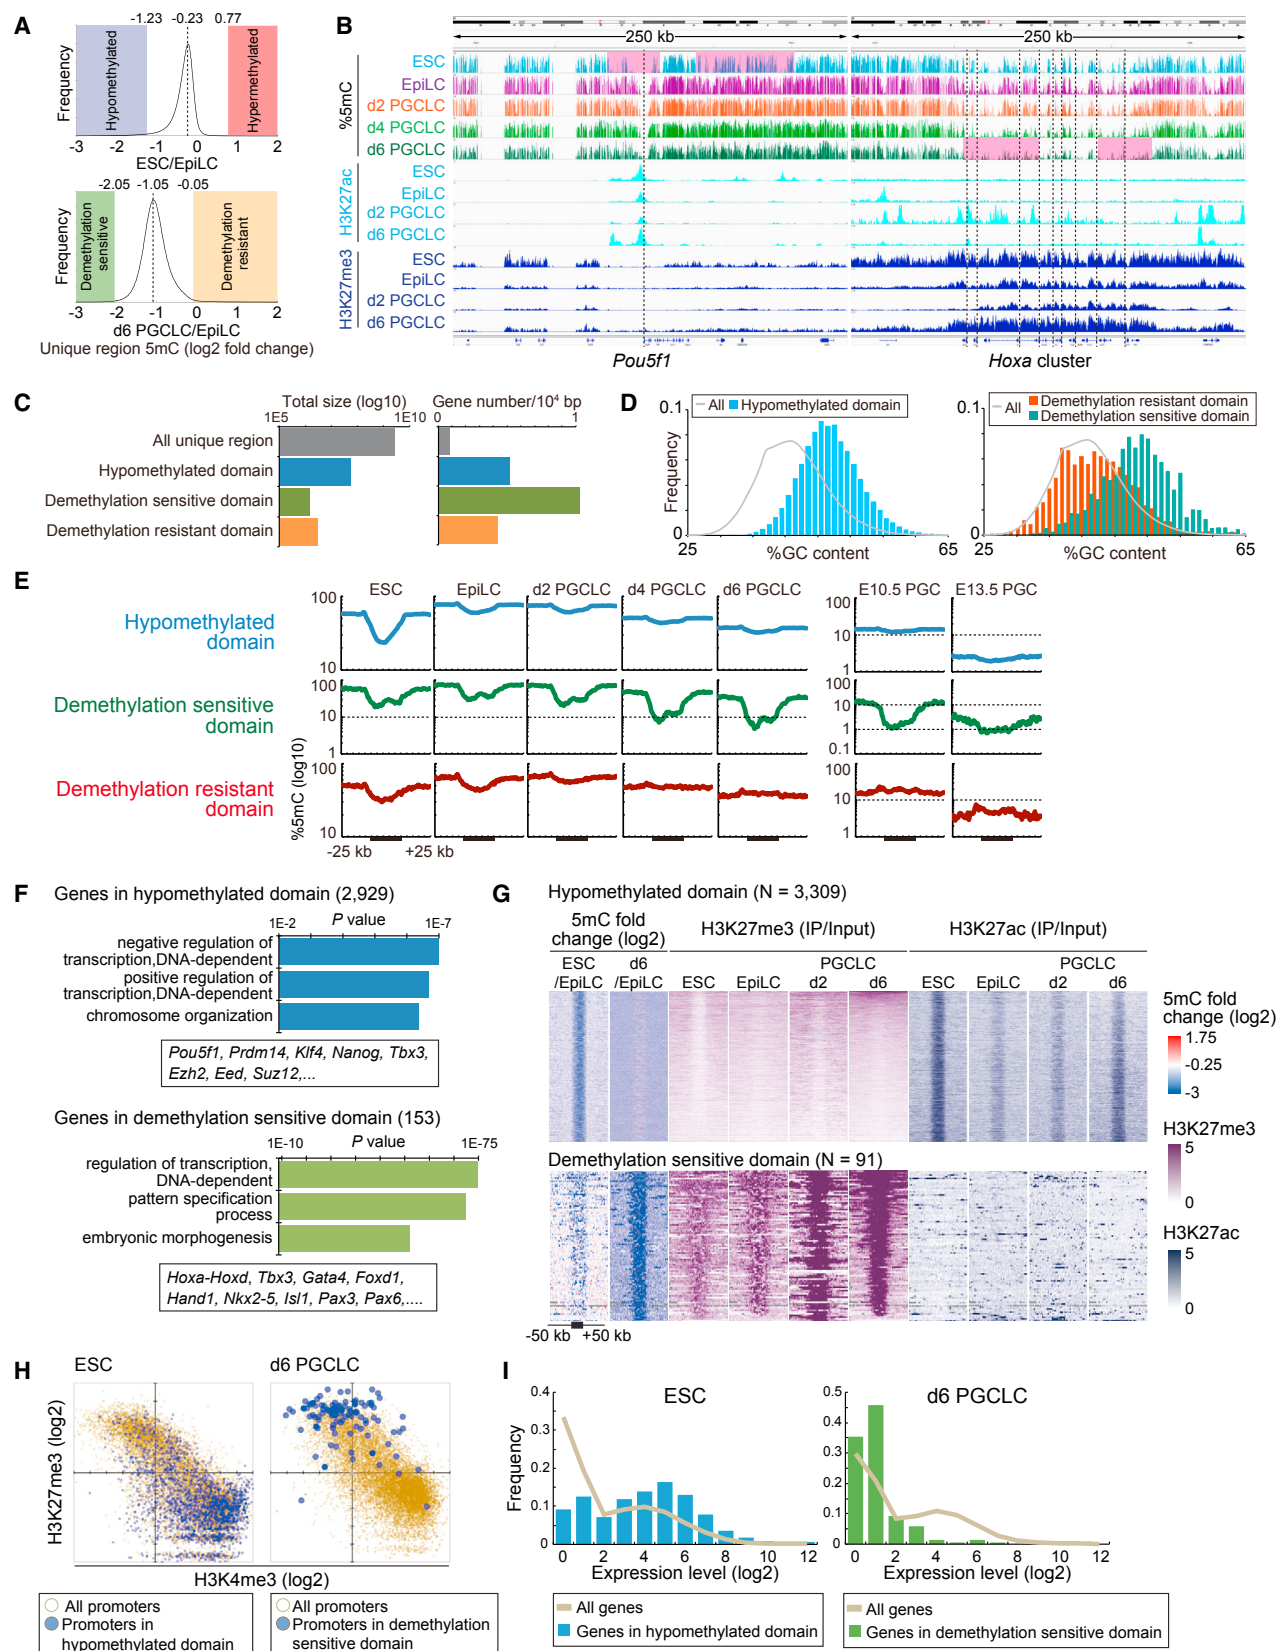 A
-1.23 -0.23 0.77
Frequency
Hypomethylated
Hypermethylated
-3 -2 -1 0 1 2
ESC/EpiLC
-2.05 -1.05 -0.05
Frequency
Demethylation sensitive
Demethylation resistant
-3 -2 -1 0 1 2
d6 PGCLC/EpiLC
Unique region 5mC (log2 fold change)
B
250 kb
250 kb
%5mC
ESC
EpiLC
d2 PGCLC
d4 PGCLC
d6 PGCLC
H3K27ac
ESC
EpiLC
d2 PGCLC
d6 PGCLC
H3K27me3
ESC
EpiLC
d2 PGCLC
d6 PGCLC
Pou5f1
Hoxa cluster
C
Total size (log10)
1E5 1E10
Gene number/10⁴ bp
0 1
All unique region
Hypomethylated domain
Demethylation sensitive domain
Demethylation resistant domain
D
0.1
All Hypomethylated domain
Frequency
0
25 65
%GC content
0.1
All
Demethylation resistant domain
Demethylation sensitive domain
0
25 65
%GC content
E
ESC EpiLC d2 PGCLC d4 PGCLC d6 PGCLC E10.5 PGC E13.5 PGC
Hypomethylated
domain
100
10
100
10
1
Demethylation sensitive
domain
100
10
1
100
10
1
0.1
Demethylation resistant
domain
100
10
100
10
1
%5mC (log10)
-25 kb +25 kb
F
Genes in hypomethylated domain (2,929)
1E-2 P value 1E-7
negative regulation of
transcription,DNA-dependent
positive regulation of
transcription,DNA-dependent
chromosome organization
Pou5f1, Prdm14, Klf4, Nanog, Tbx3,
Ezh2, Eed, Suz12,...
Genes in demethylation sensitive domain (153)
1E-10 P value 1E-75
regulation of transcription,
DNA-dependent
pattern specification
process
embryonic morphogenesis
Hoxa-Hoxd, Tbx3, Gata4, Foxd1,
Hand1, Nkx2-5, Isl1, Pax3, Pax6,....
G
Hypomethylated domain (N = 3,309)
5mC fold
change (log2)
H3K27me3 (IP/Input)
H3K27ac (IP/Input)
ESC
/EpiLC
d6
/EpiLC
ESC EpiLC
PGCLC
d2 d6
ESC EpiLC
PGCLC
d2 d6
5mC fold
change (log2)
1.75
-0.25
-3
H3K27me3
5
0
H3K27ac
5
0
Demethylation sensitive domain (N = 91)
-50 kb +50 kb
H
ESC
d6 PGCLC
H3K27me3 (log2)
H3K4me3 (log2)
All promoters
Promoters in
hypomethylated domain
All promoters
Promoters in demethylation
sensitive domain
I
ESC
Frequency
0.4
0.3
0.2
0.1
0
0 2 4 6 8 10 12
Expression level (log2)
All genes
Genes in hypomethylated domain
d6 PGCLC
0.5
0.4
0.3
0.2
0.1
0
0 2 4 6 8 10 12
Expression level (log2)
All genes
Genes in demethylation sensitive domain